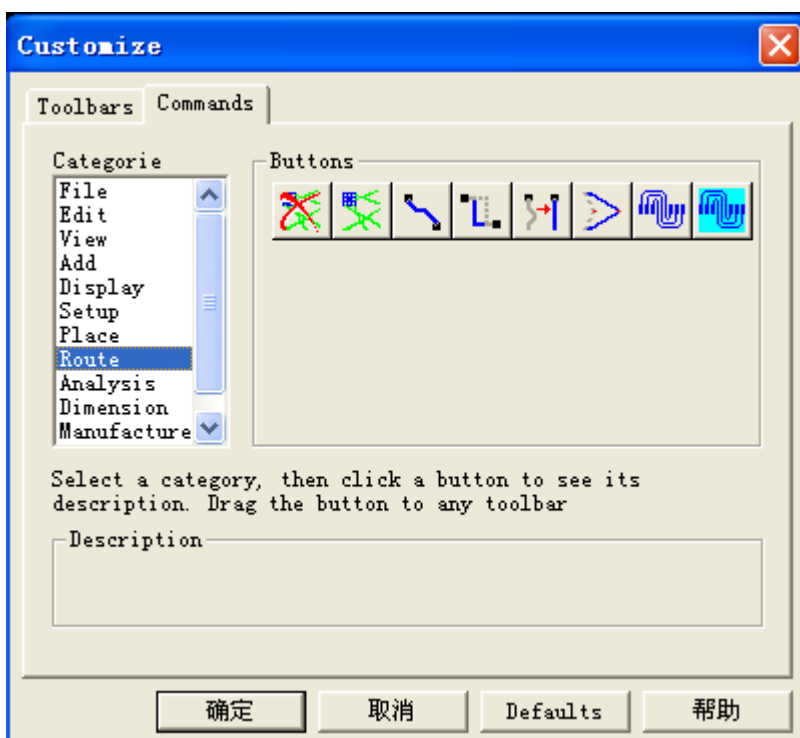 Customize
Toolbars
Commands
Categorie
File
Edit
View
Add
Display
Setup
Place
Route
Analysis
Dimension
Manufacture
Buttons
Select a category, then click a button to see its
description. Drag the button to any toolbar
Description
确定
取消
Defaults
帮助